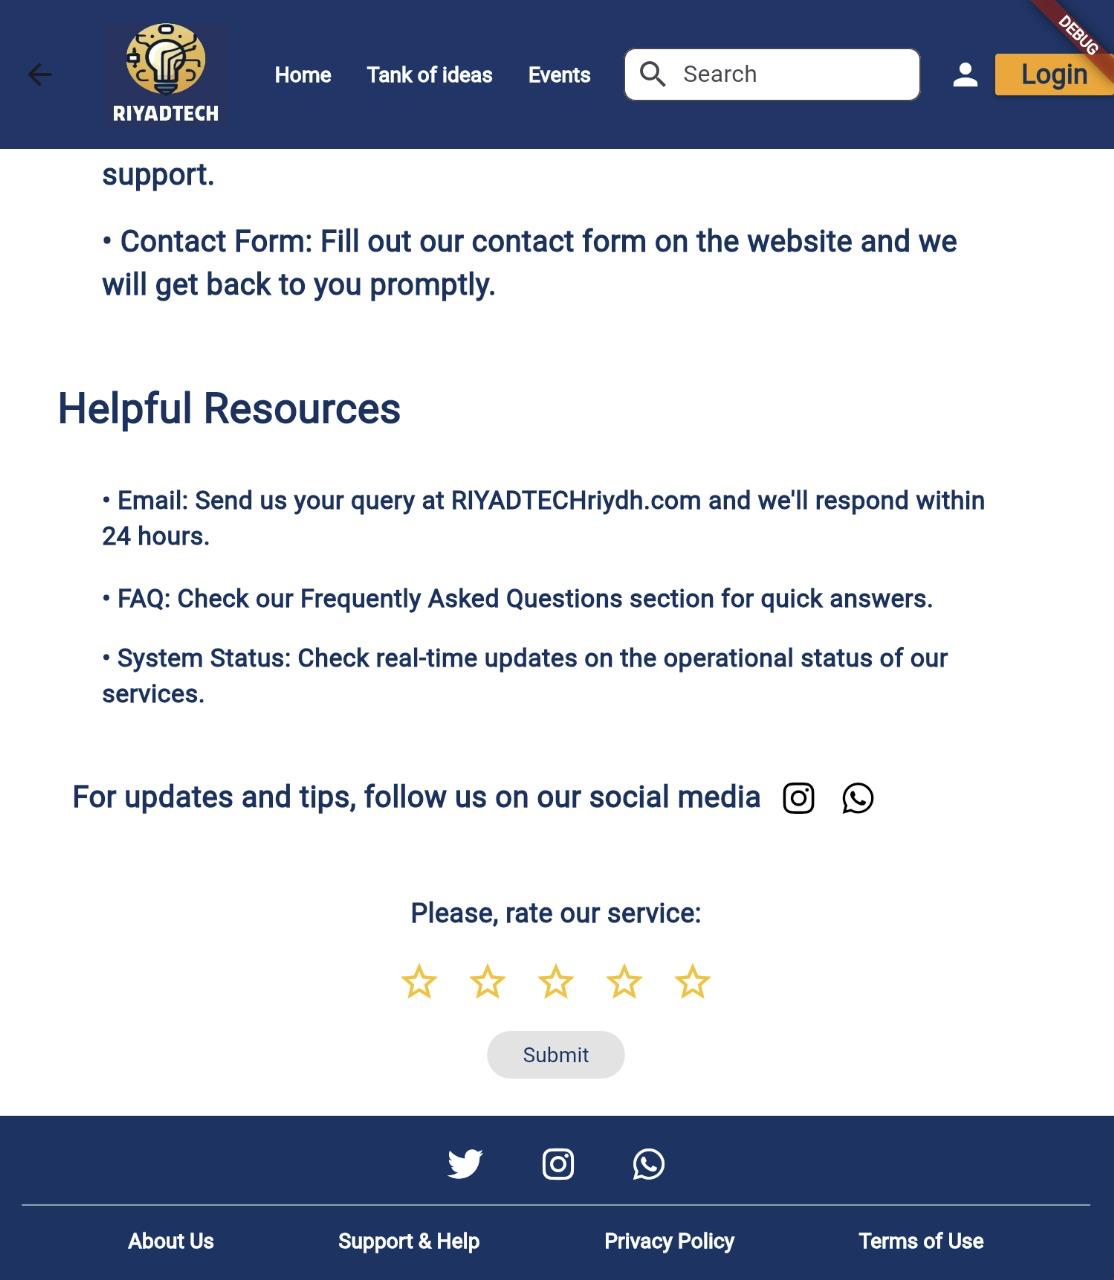 DEBUG
RIYADTECH
Home Tank of ideas Events Search Login
support.
• Contact Form: Fill out our contact form on the website and we
will get back to you promptly.
Helpful Resources
• Email: Send us your query at RIYADTECHriydh.com and we'll respond within
24 hours.
• FAQ: Check our Frequently Asked Questions section for quick answers.
• System Status: Check real-time updates on the operational status of our
services.
For updates and tips, follow us on our social media
Please, rate our service:
Submit
About Us Support & Help Privacy Policy Terms of Use